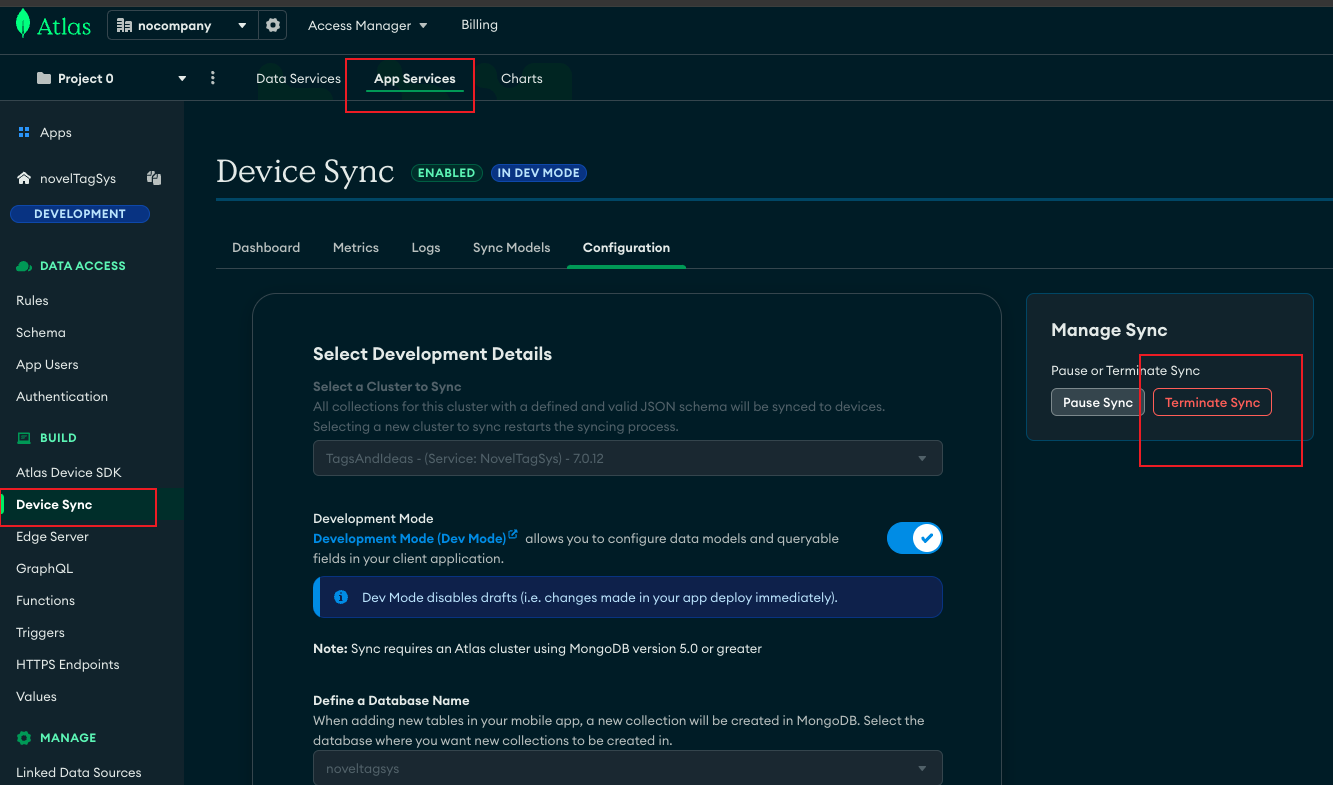 Atlas
nocompany
Access Manager
Billing
Project 0
Data Services
App Services
Charts
Apps
novelTagSys
DEVELOPMENT
DATA ACCESS
Rules
Schema
App Users
Authentication
BUILD
Atlas Device SDK
Device Sync
Edge Server
GraphQL
Functions
Triggers
HTTPS Endpoints
Values
MANAGE
Linked Data Sources
Device Sync
ENABLED
IN DEV MODE
Dashboard
Metrics
Logs
Sync Models
Configuration
Select Development Details
Select a Cluster to Sync
All collections for this cluster with a defined and valid JSON schema will be synced to devices.
Selecting a new cluster to sync restarts the syncing process.
TagsAndIdeas - (Service: NovelTagSys) - 7.0.12
Development Mode
Development Mode (Dev Mode) allows you to configure data models and queryable
fields in your client application.
Dev Mode disables drafts (i.e. changes made in your app deploy immediately).
Note: Sync requires an Atlas cluster using MongoDB version 5.0 or greater
Define a Database Name
When adding new tables in your mobile app, a new collection will be created in MongoDB. Select the
database where you want new collections to be created in.
noveltagsys
Manage Sync
Pause or Terminate Sync
Pause Sync
Terminate Sync